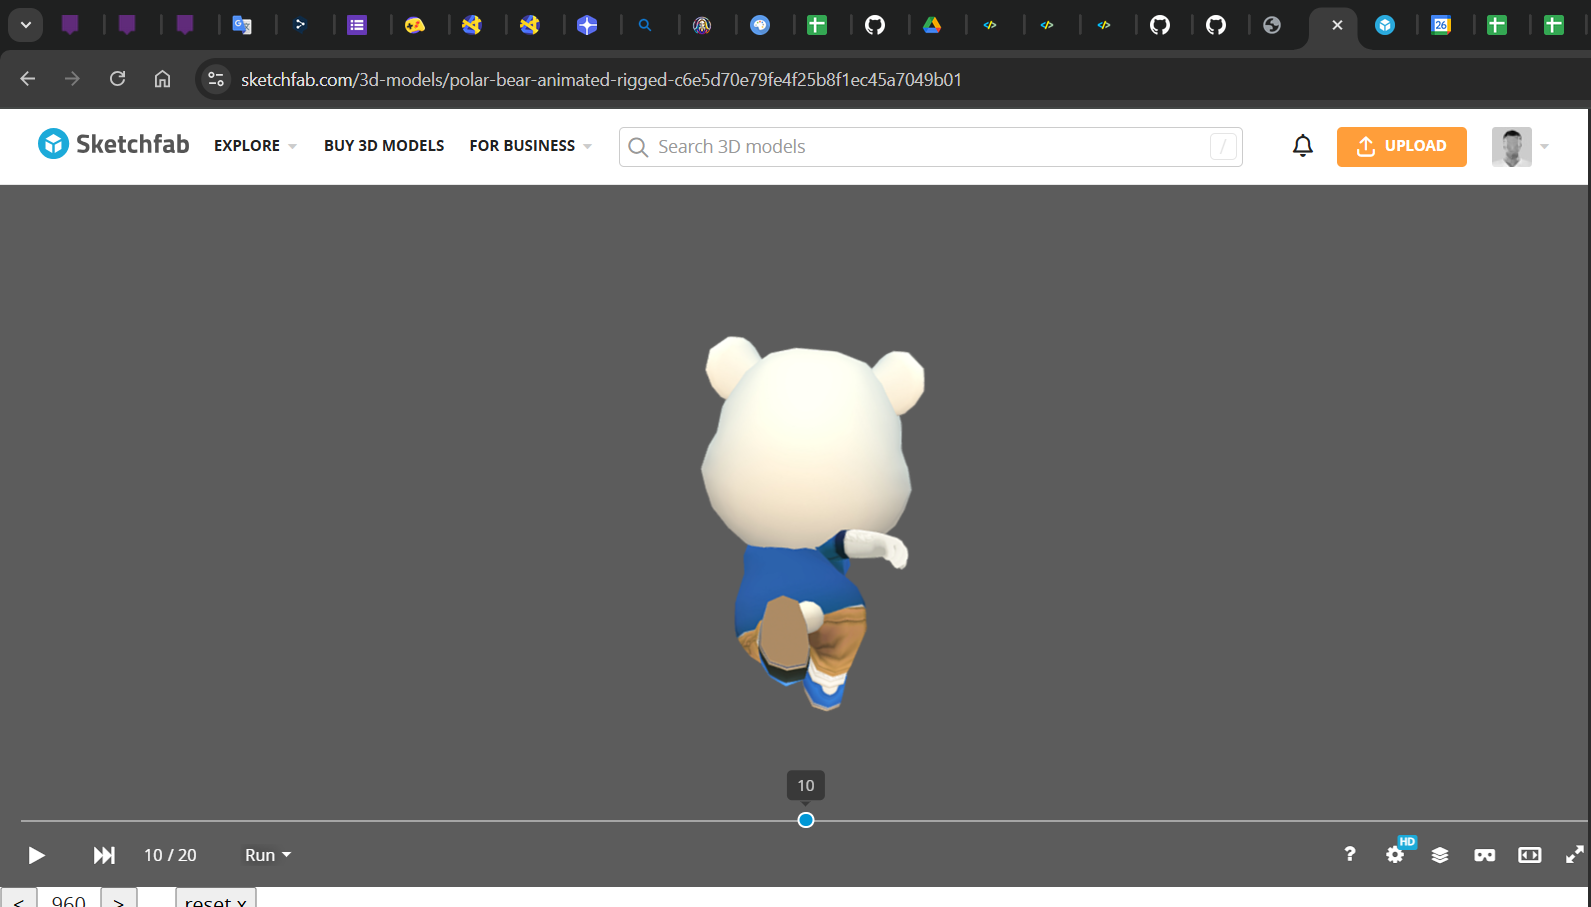 26
sketchfab.com/3d-models/polar-bear-animated-rigged-c6e5d70e79fe4f25b8f1ec45a7049b01
Sketchfab EXPLORE BUY 3D MODELS FOR BUSINESS Search 3D models / UPLOAD
10
10 / 20 Run ? HD
< 960 > reset x